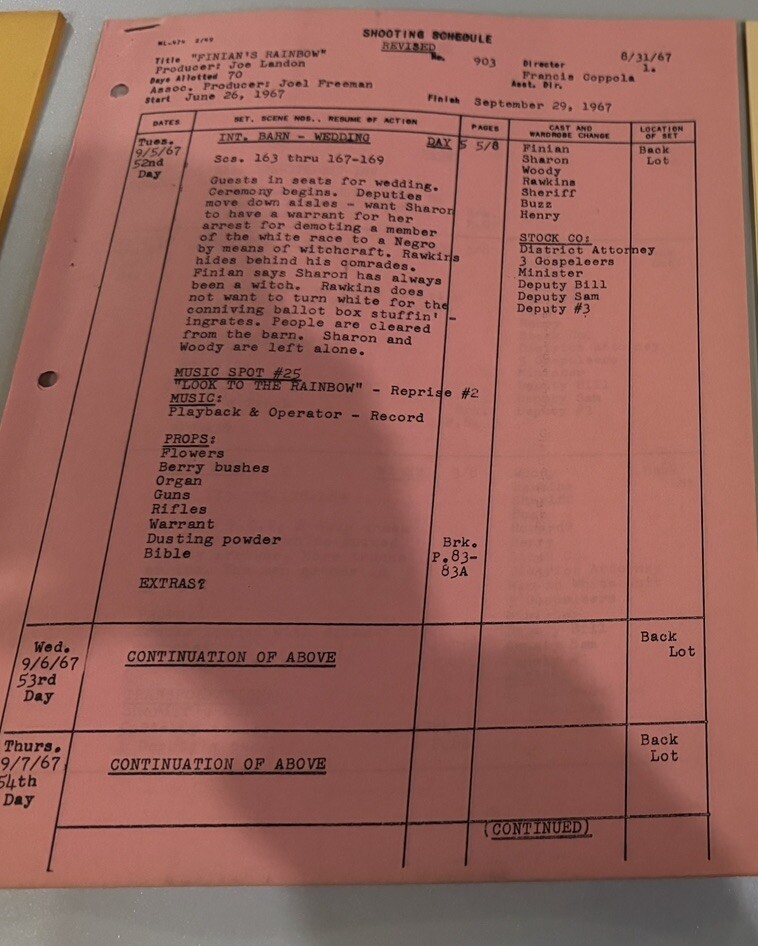 SHOOTING SCHEDULE
REVISED
Title "FINIAN'S RAINBOW" No. 903 Director 8/31/67
Producer: Joe Landon Francis Coppola 1.
Days Allotted 70 Asst. Dir.
Assoc. Producer: Joel Freeman
Start June 26, 1967 Finish September 29, 1967
DATES SET, SCENE NOS., RESUME OF ACTION PAGES CAST AND WARDROBE CHANGE LOCATION OF SET
Tues.
9/5/67
52nd
Day
INT. BARN - WEDDING DAY 5 5/8
Scs. 163 thru 167-169
Guests in seats for wedding.
Ceremony begins. Deputies
move down aisles - want Sharon
to have a warrant for her
arrest for demoting a member
of the white race to a Negro
by means of witchcraft. Rawkins
hides behind his comrades.
Finian says Sharon has always
been a witch. Rawkins does
not want to turn white for the
conniving ballot box stuffin' -
ingrates. People are cleared
from the barn. Sharon and
Woody are left alone.
MUSIC SPOT #25
"LOOK TO THE RAINBOW" - Reprise #2
MUSIC:
Playback & Operator - Record
PROPS:
Flowers
Berry bushes
Organ
Guns
Rifles
Warrant
Dusting powder
Bible
EXTRAS?
Brk.
P.83-
83A
Finian
Sharon
Woody
Rawkins
Sheriff
Buzz
Henry
STOCK CO:
District Attorney
3 Gospeleers
Minister
Deputy Bill
Deputy Sam
Deputy #3
Back
Lot
Wed.
9/6/67
53rd
Day
CONTINUATION OF ABOVE
Back
Lot
Thurs.
9/7/67
54th
Day
CONTINUATION OF ABOVE
Back
Lot
(CONTINUED)